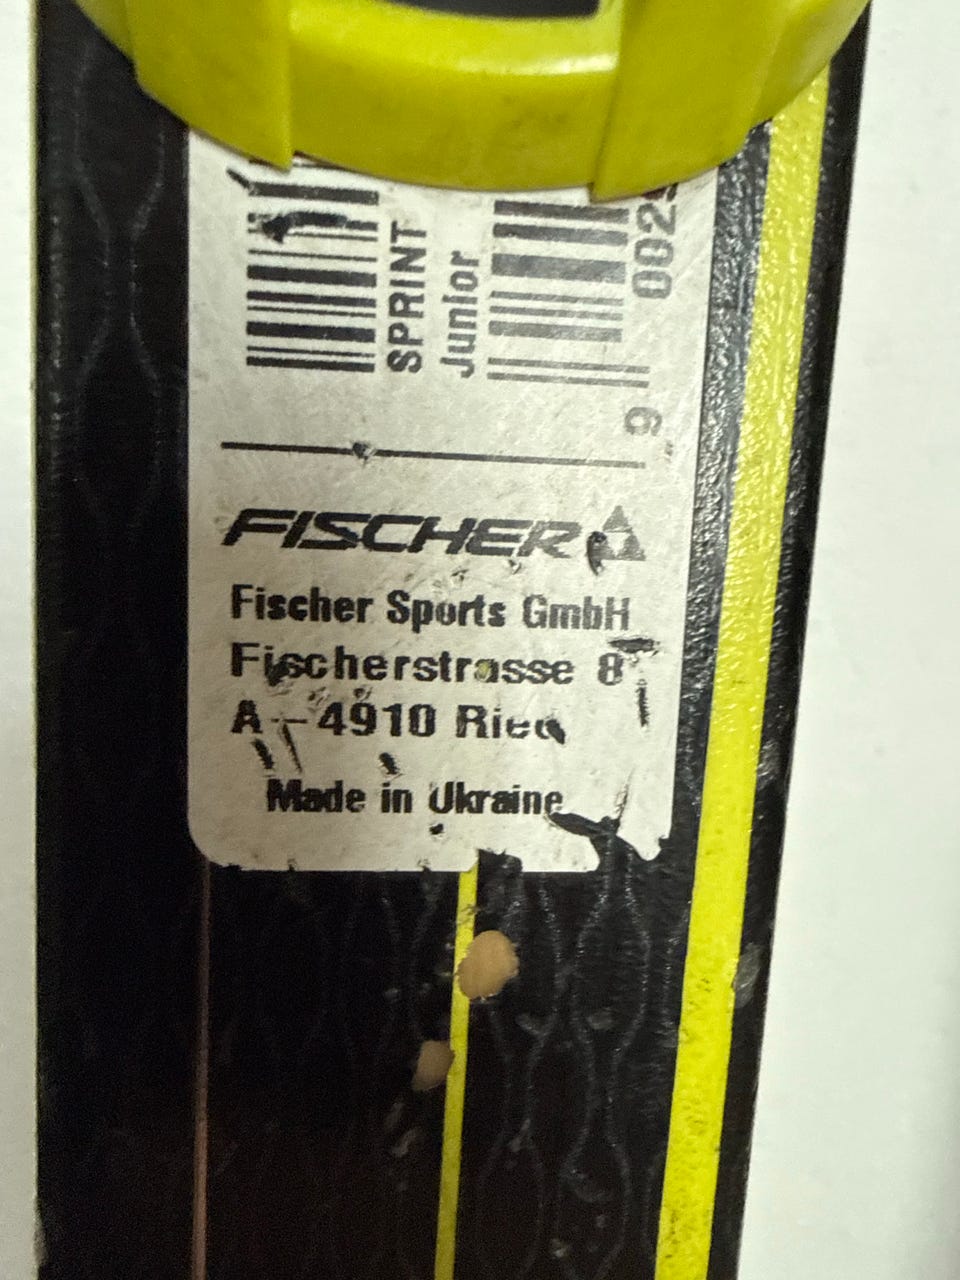 SPRINT
Junior
9
002
FISCHER
Fischer Sports GmbH
Fischerstrasse 8
A - 4910 Ried
Made in Ukraine